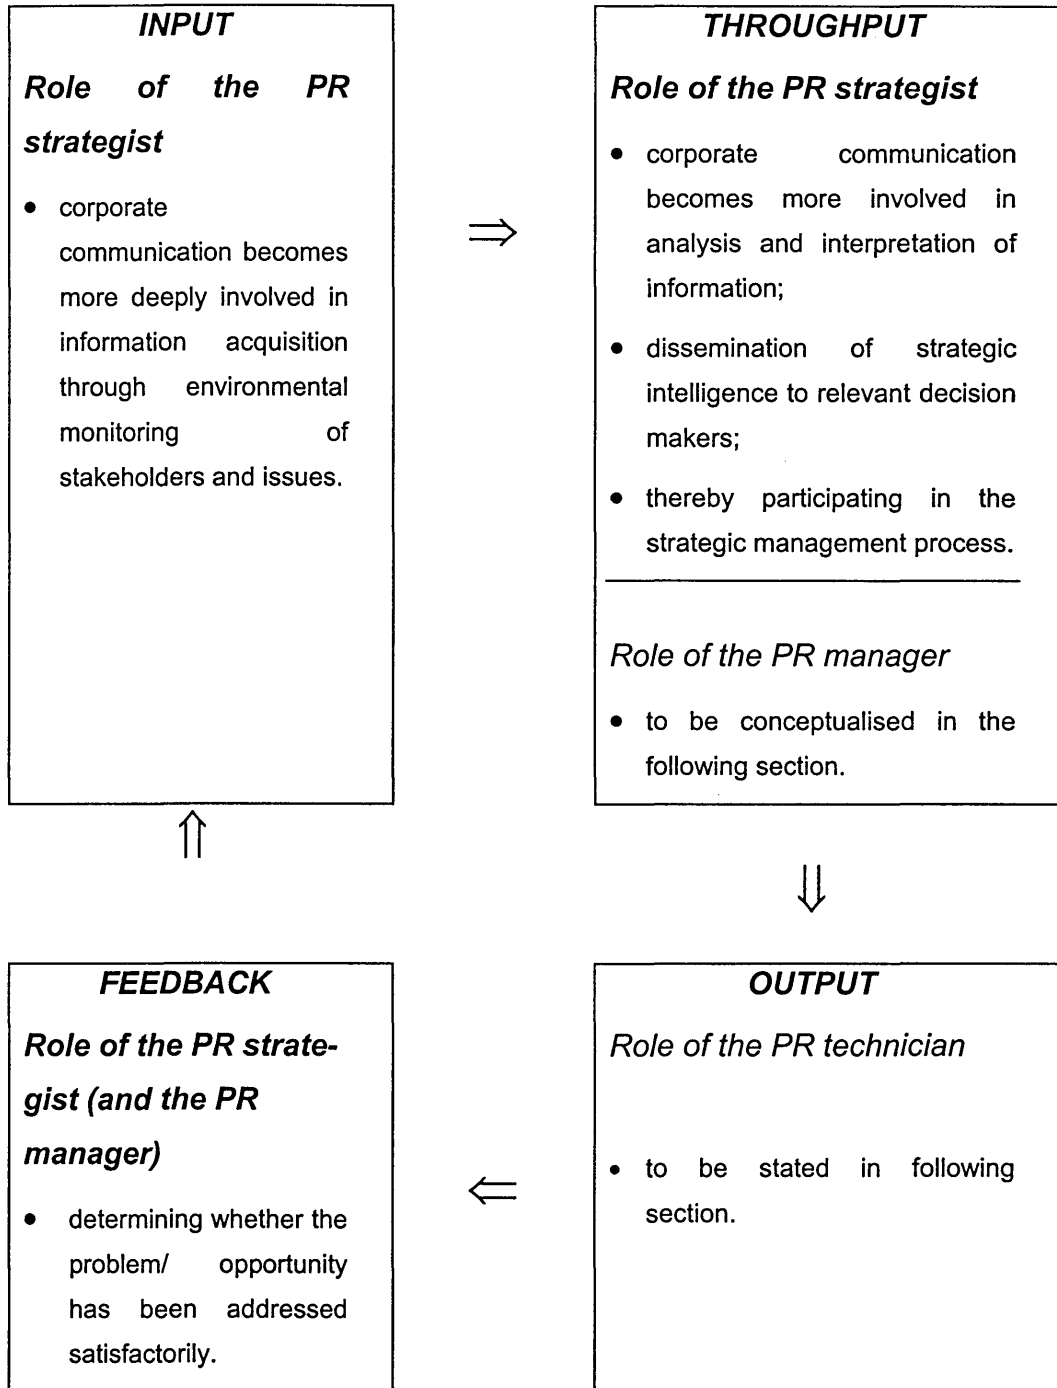 INPUT
Role of the PR
strategist
• corporate
communication becomes
more deeply involved in
information acquisition
through environmental
monitoring of
stakeholders and issues.
⇒
THROUGHPUT
Role of the PR strategist
• corporate communication
becomes more involved in
analysis and interpretation of
information;
• dissemination of strategic
intelligence to relevant decision
makers;
• thereby participating in the
strategic management process.
Role of the PR manager
• to be conceptualised in the
following section.
⇑
⇓
FEEDBACK
Role of the PR strate-
gist (and the PR
manager)
• determining whether the
problem/ opportunity
has been addressed
satisfactorily.
⇐
OUTPUT
Role of the PR technician
• to be stated in following
section.